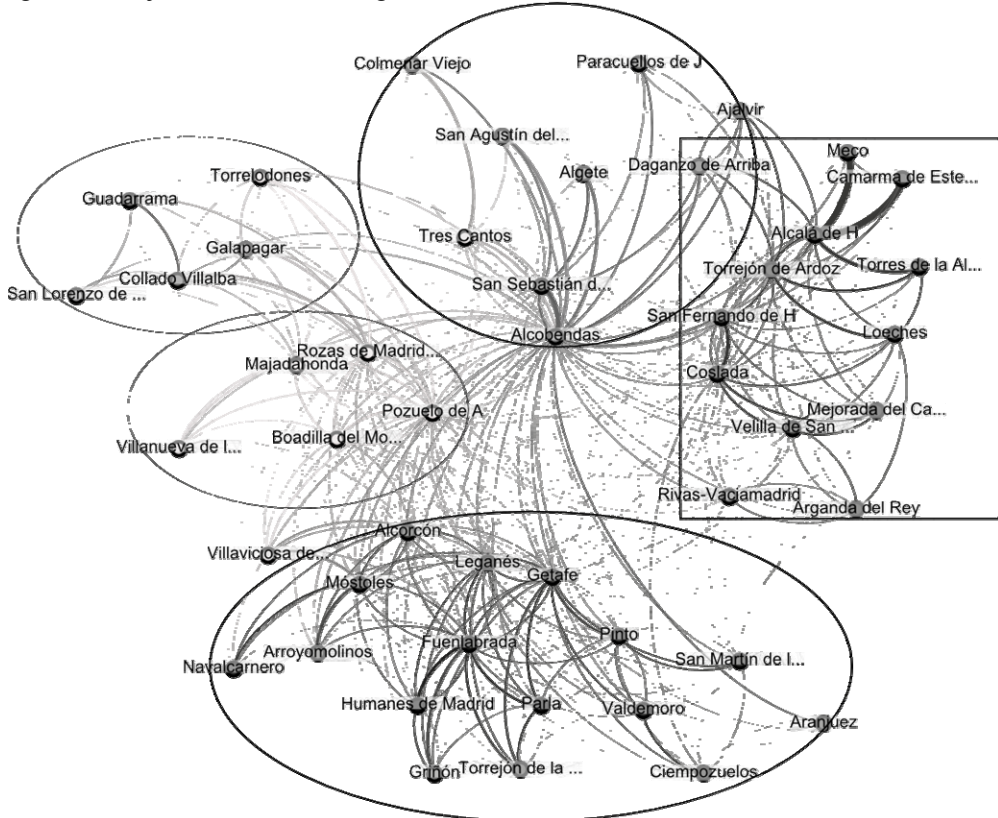 Colmenar Viejo
Paracuellos de J
Ajalvir
San Agustín del...
Meco
Daganzo de Arriba
Algete
Camarma de Este...
Torrelodones
Guadarrama
Alcalá de H
Tres Cantos
Galapagar
Torrejón de Ardoz
Torres de la Al...
Collado Villalba
San Lorenzo de ...
San Sebastián d...
San Fernando de H
Alcobendas
Loeches
Rozas de Madrid...
Majadahonda
Coslada
Pozuelo de A
Mejorada del Ca...
Velilla de San ...
Boadilla del Mo...
Villanueva de l...
Rivas-Vaciamadrid
Arganda del Rey
Alcorcón
Villaviciosa de...
Leganés
Getafe
Móstoles
Fuenlabrada
Pinto
Arroyomolinos
Navalcarnero
San Martín de l...
Humanes de Madrid
Parla
Valdemoro
Aranjuez
Griñón
Torrejón de la ...
Ciempozuelos